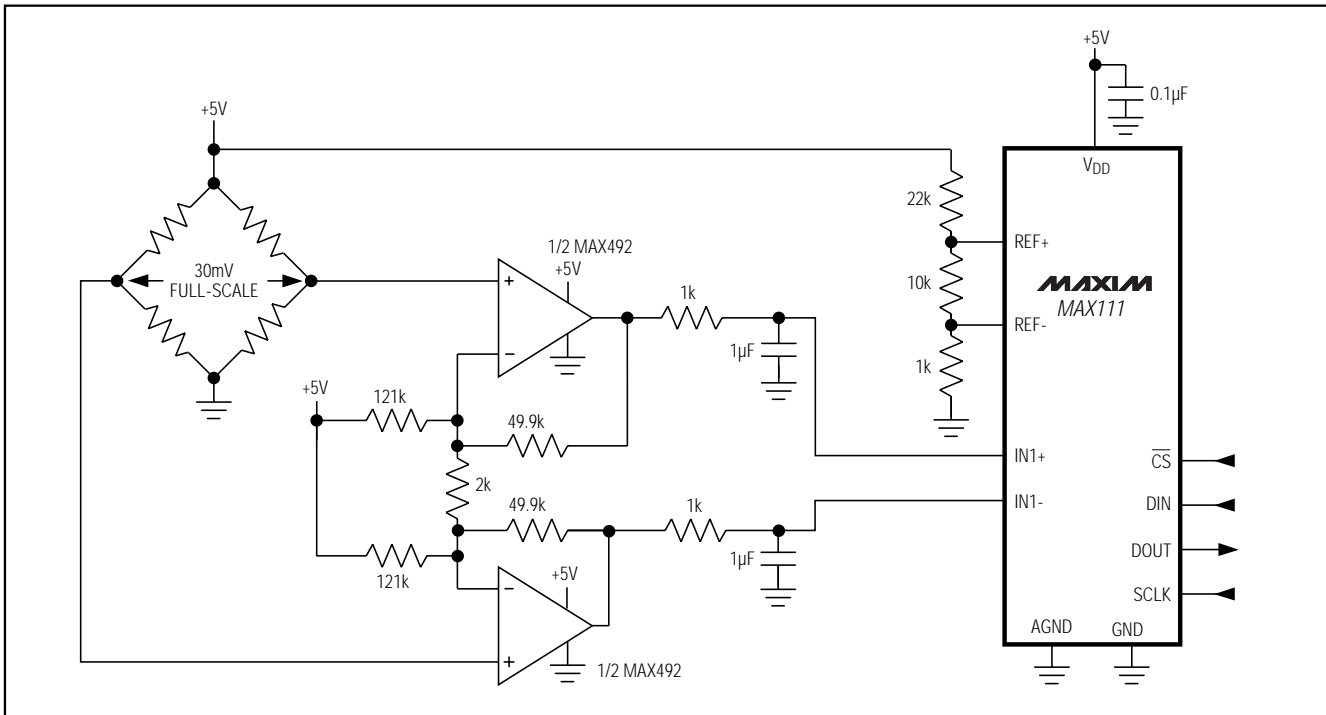 +5V
0.1µF
+5V
VDD
22k
1/2 MAX492
REF+
+5V
30mV
FULL-SCALE
+
10k
MAXIM
MAX111
1k
REF-
−
1µF
1k
+5V
121k
49.9k
IN1+
CS
2k
IN1-
49.9k
1k
DIN
1µF
DOUT
121k
+5V
−
SCLK
AGND
GND
+
1/2 MAX492